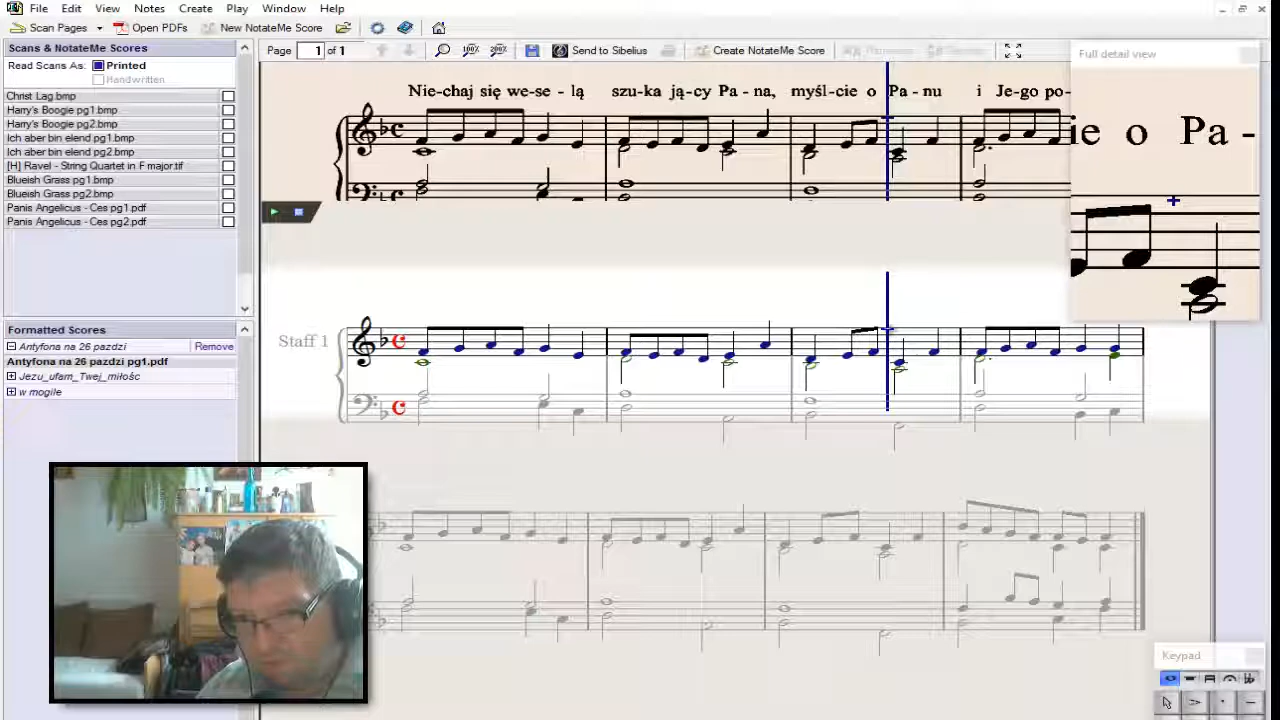 File Edit View Notes Create Play Window Help
Scan Pages Open PDFs New NotateMe Score
Scans & NotateMe Scores Page 1 of 1 100% 200% Send to Sibelius Create NotateMe Score
Full detail view
Read Scans As: Printed
Handwritten
Christ Lag.bmp
Harry's Boogie pg1.bmp
Harry's Boogie pg2.bmp
Ich aber bin elend pg1.bmp
Ich aber bin elend pg2.bmp
[H] Ravel - String Quartet in F major.tif
Blueish Grass pg1.bmp
Blueish Grass pg2.bmp
Panis Angelicus - Ces pg1.pdf
Panis Angelicus - Ces pg2.pdf
Nie-chaj się we-se - lą szu-ka ją-cy Pa - na, myśl-cie o Pa - nu i Je-go po-
ie o Pa -
Formatted Scores
Antyfona na 26 pazdzi Remove
Antyfona na 26 pazdzi pg1.pdf
Jezu_ufam_Twej_miłośc
w mogile
Staff 1
Keypad